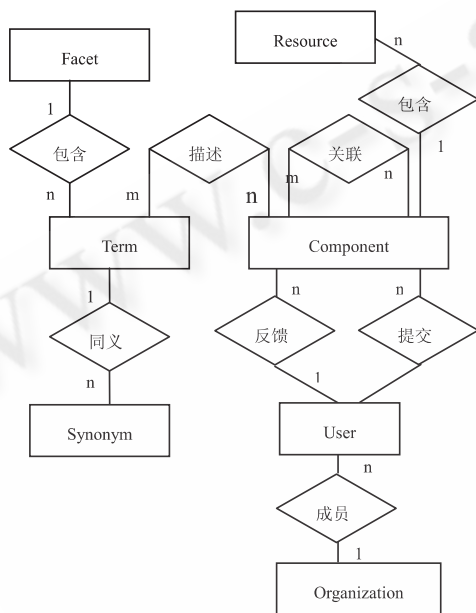 Resource
Facet
n
1
包含
1
包含
描述
关联
n
m
n
m
n
Term
Component
1
n
n
同义
反馈
提交
n
1
Synonym
User
n
成员
1
Organization